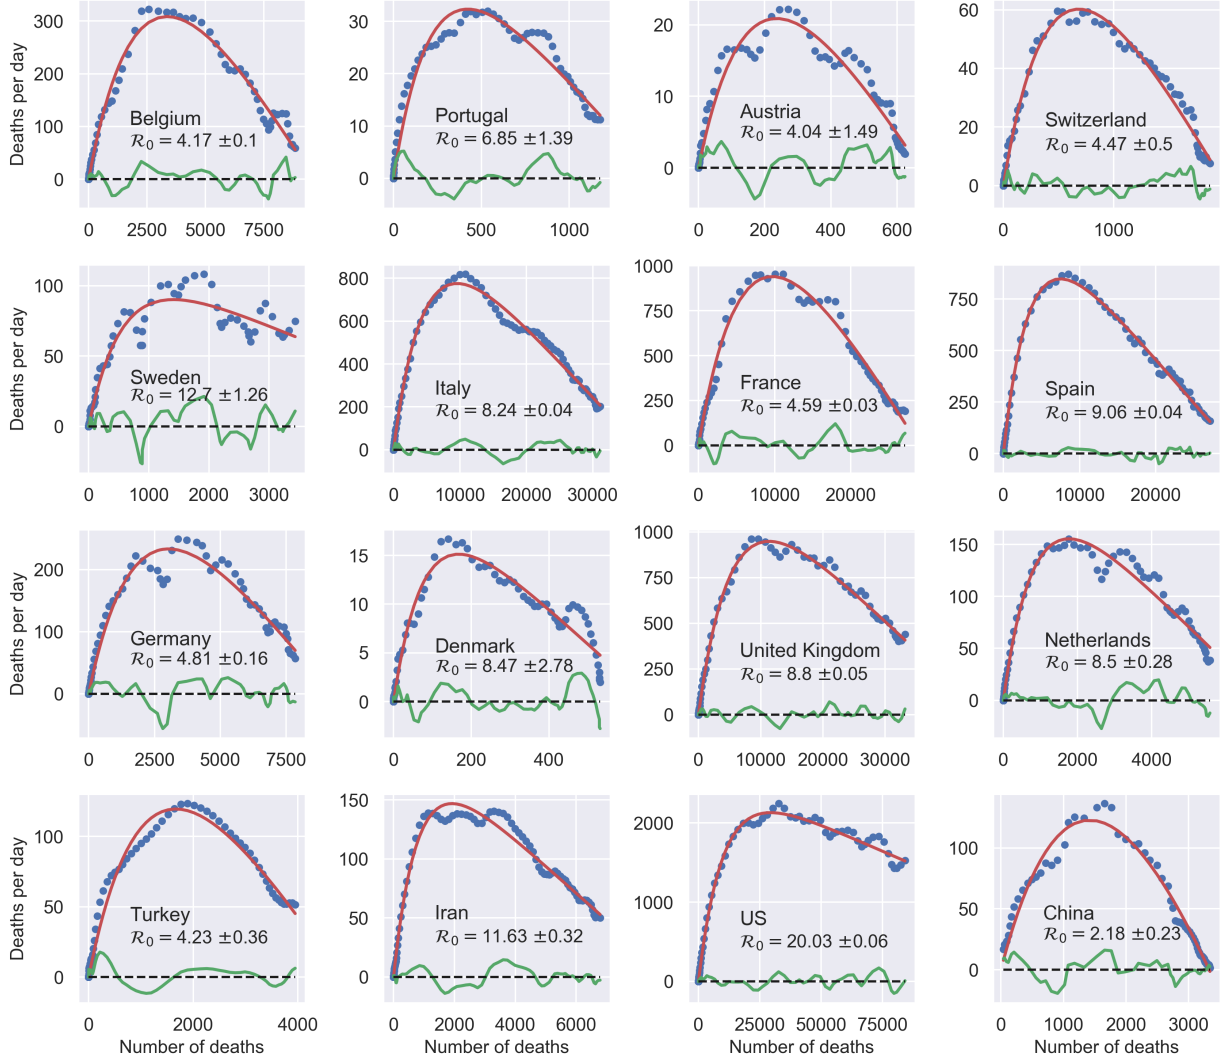 Deaths per day
300
200
100
0
Belgium
R₀ = 4.17 ±0.1
0 2500 5000 7500
30
20
10
0
Portugal
R₀ = 6.85 ±1.39
0 500 1000
20
10
0
Austria
R₀ = 4.04 ±1.49
0 200 400 600
60
40
20
0
Switzerland
R₀ = 4.47 ±0.5
0 1000
Deaths per day
100
50
0
Sweden
R₀ = 12.7 ±1.26
0 1000 2000 3000
800
600
400
200
0
Italy
R₀ = 8.24 ±0.04
0 10000 20000 30000
1000
750
500
250
0
France
R₀ = 4.59 ±0.03
0 10000 20000
750
500
250
0
Spain
R₀ = 9.06 ±0.04
0 10000 20000
Deaths per day
200
100
0
Germany
R₀ = 4.81 ±0.16
0 2500 5000 7500
15
10
5
0
Denmark
R₀ = 8.47 ±2.78
0 200 400
1000
750
500
250
0
United Kingdom
R₀ = 8.8 ±0.05
0 10000 20000 30000
150
100
50
0
Netherlands
R₀ = 8.5 ±0.28
0 2000 4000
Deaths per day
100
50
0
Turkey
R₀ = 4.23 ±0.36
0 2000 4000
Number of deaths
150
100
50
0
Iran
R₀ = 11.63 ±0.32
0 2000 4000 6000
Number of deaths
2000
1000
0
US
R₀ = 20.03 ±0.06
0 25000 50000 75000
Number of deaths
100
50
0
China
R₀ = 2.18 ±0.23
0 1000 2000 3000
Number of deaths